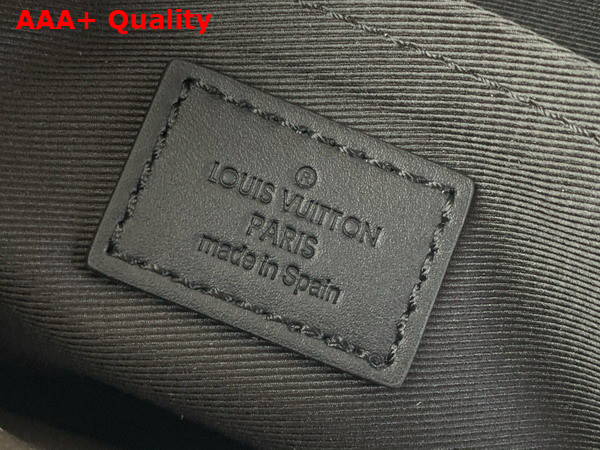 AAA+ Quality
®
LOUIS VUITTON
PARIS
made in Spain